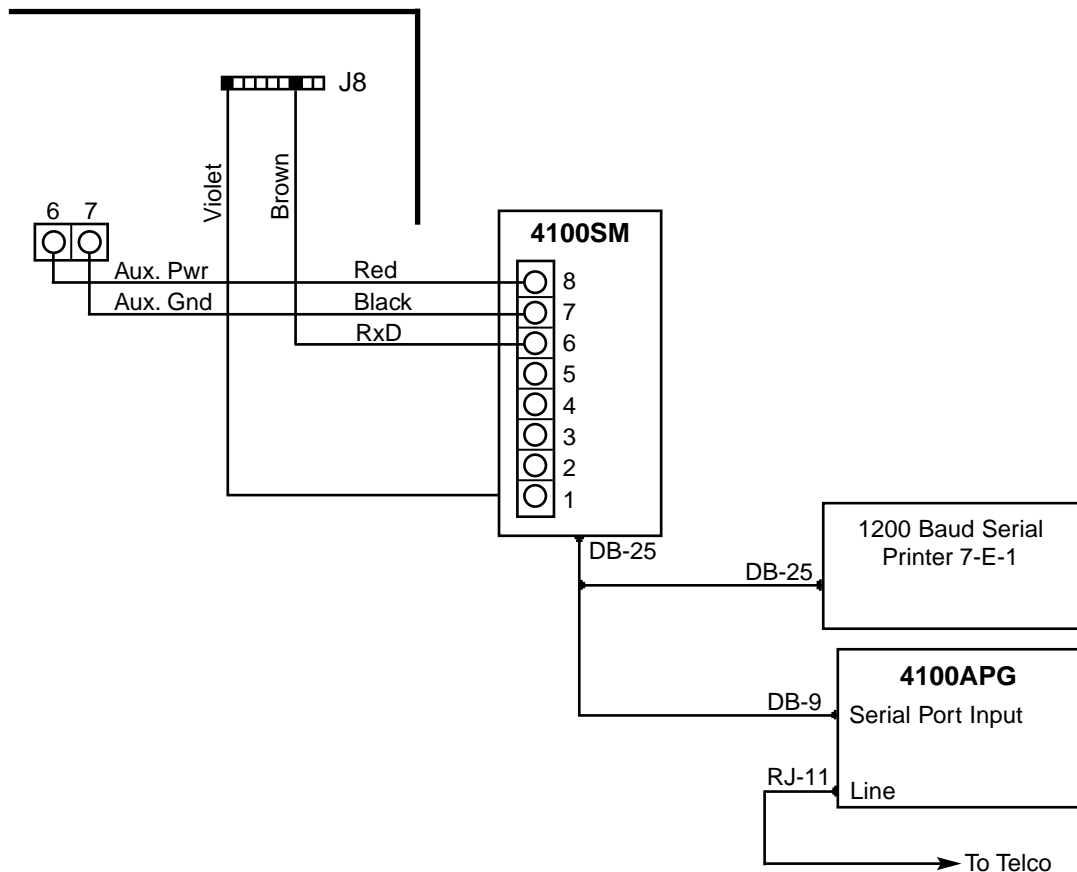 J8
Violet
Brown
6 7
4100SM
Aux. Pwr Red 8
Aux. Gnd Black 7
RxD 6
5
4
3
2
1
DB-25
DB-25
1200 Baud Serial
Printer 7-E-1
4100APG
DB-9
Serial Port Input
RJ-11
Line
To Telco